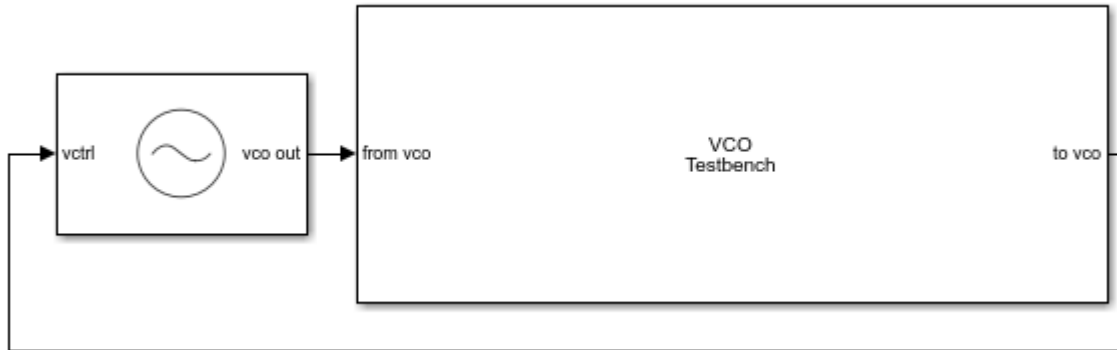 vctrl
vco out
from vco
VCO
Testbench
to vco